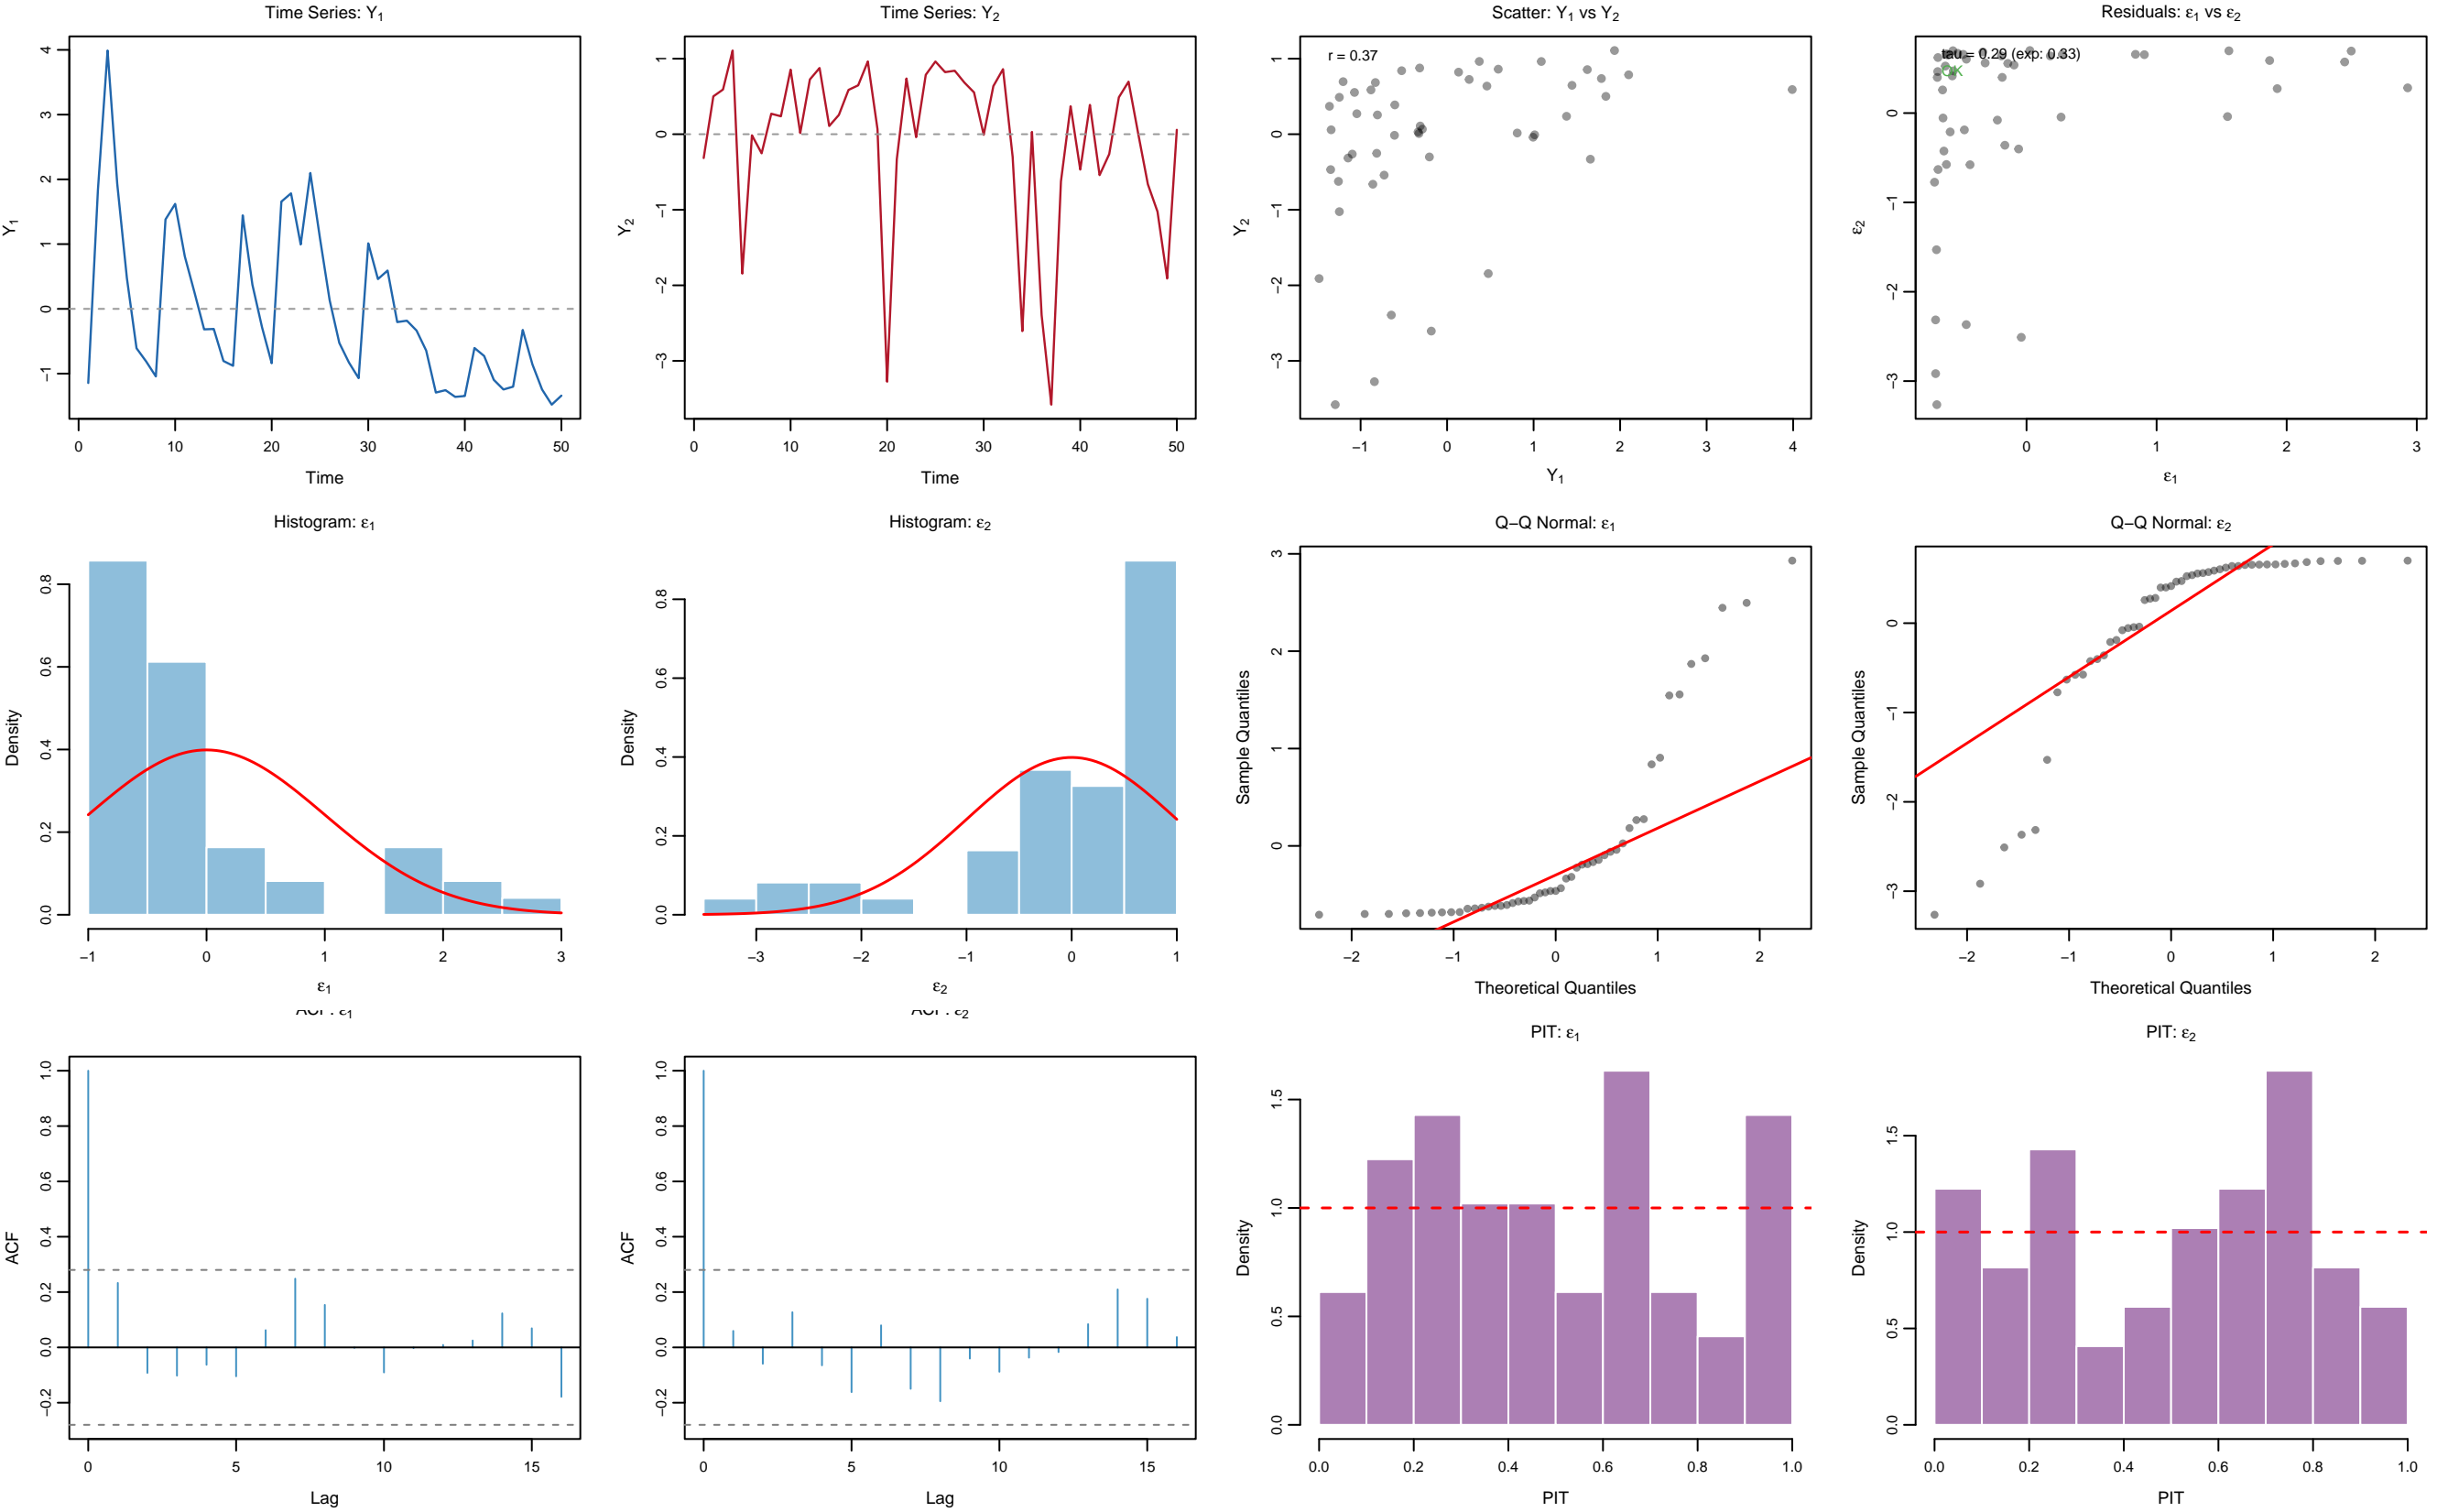 Time Series: Y1
Y1
4
3
2
1
0
−1
0 10 20 30 40 50
Time
Time Series: Y2
Y2
1
0
−1
−2
−3
0 10 20 30 40 50
Time
Scatter: Y1 vs Y2
r = 0.37
Y2
1
0
−1
−2
−3
−1 0 1 2 3 4
Y1
Residuals: ε1 vs ε2
tau = 0.29 (exp: 0.33)
ε2
0
−1
−2
−3
0 1 2 3
ε1
Histogram: ε1
Density
0.8
0.6
0.4
0.2
0.0
−1 0 1 2 3
ε1
Histogram: ε2
Density
0.8
0.6
0.4
0.2
0.0
−3 −2 −1 0 1
ε2
Q−Q Normal: ε1
Sample Quantiles
3
2
1
0
−2 −1 0 1 2
Theoretical Quantiles
Q−Q Normal: ε2
Sample Quantiles
0
−1
−2
−3
−2 −1 0 1 2
Theoretical Quantiles
ACF: ε1
ACF
1.0
0.8
0.6
0.4
0.2
0.0
−0.2
0 5 10 15
Lag
ACF: ε2
ACF
1.0
0.8
0.6
0.4
0.2
0.0
−0.2
0 5 10 15
Lag
PIT: ε1
Density
1.5
1.0
0.5
0.0
0.0 0.2 0.4 0.6 0.8 1.0
PIT
PIT: ε2
Density
1.5
1.0
0.5
0.0
0.0 0.2 0.4 0.6 0.8 1.0
PIT